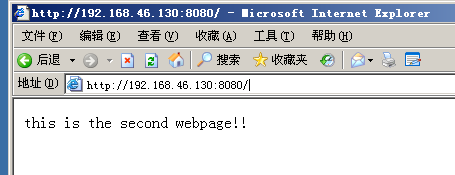 http://192.168.46.130:8080/ - Microsoft Internet Explorer
文件(F) 编辑(E) 查看(V) 收藏(A) 工具(T) 帮助(H)
后退 搜索 收藏夹
地址(D) http://192.168.46.130:8080/
this is the second webpage!!